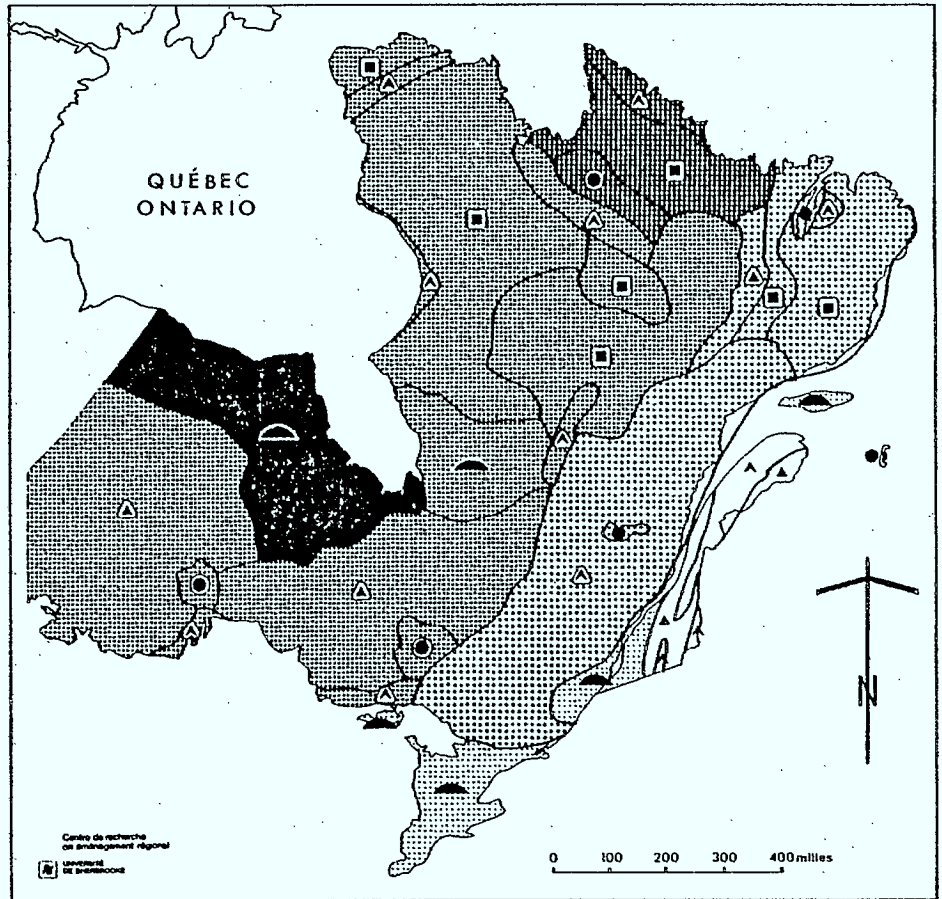 QUÉBEC
ONTARIO
N
Centre de recherche
en aménagement régional
UNIVERSITÉ
DE SHERBROOKE
0 100 200 300 400 milles